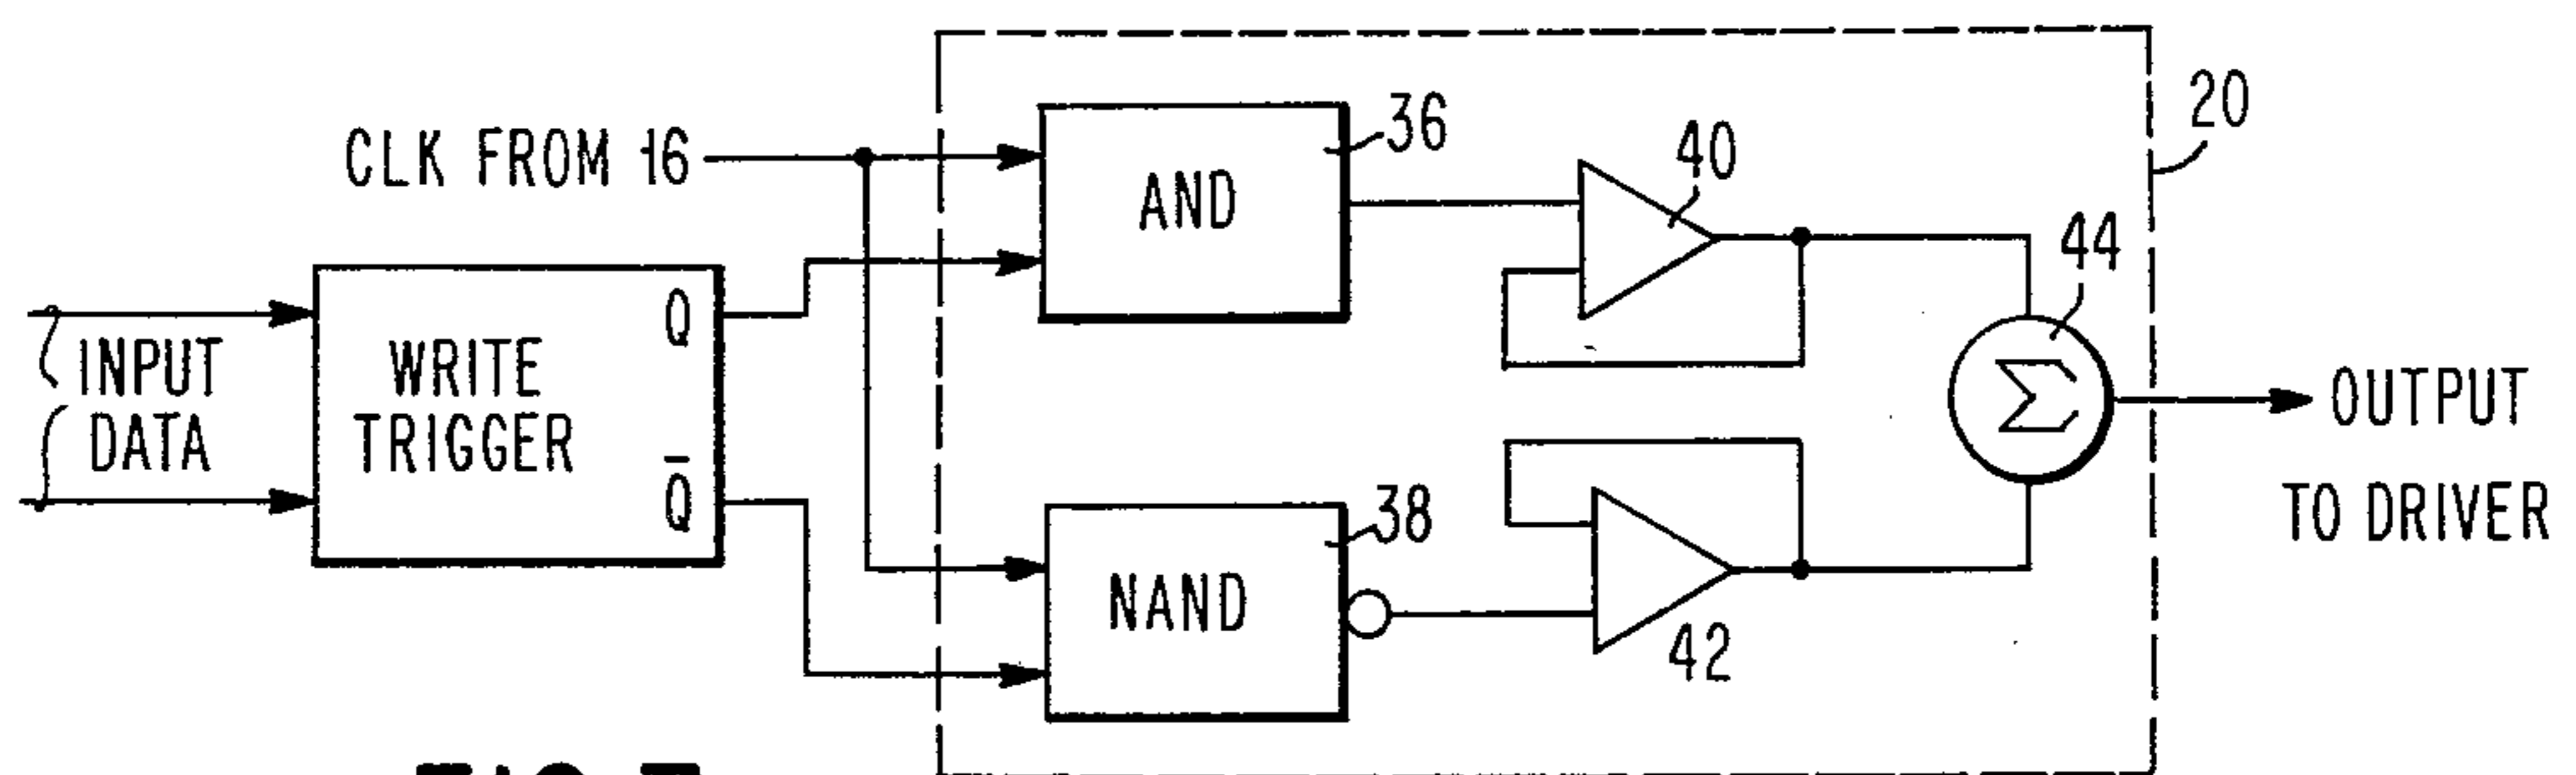 CLK FROM 16
INPUT
DATA
WRITE
TRIGGER
Q
Q̅
AND
36
40
20
44
Σ
OUTPUT
TO DRIVER
NAND
38
42